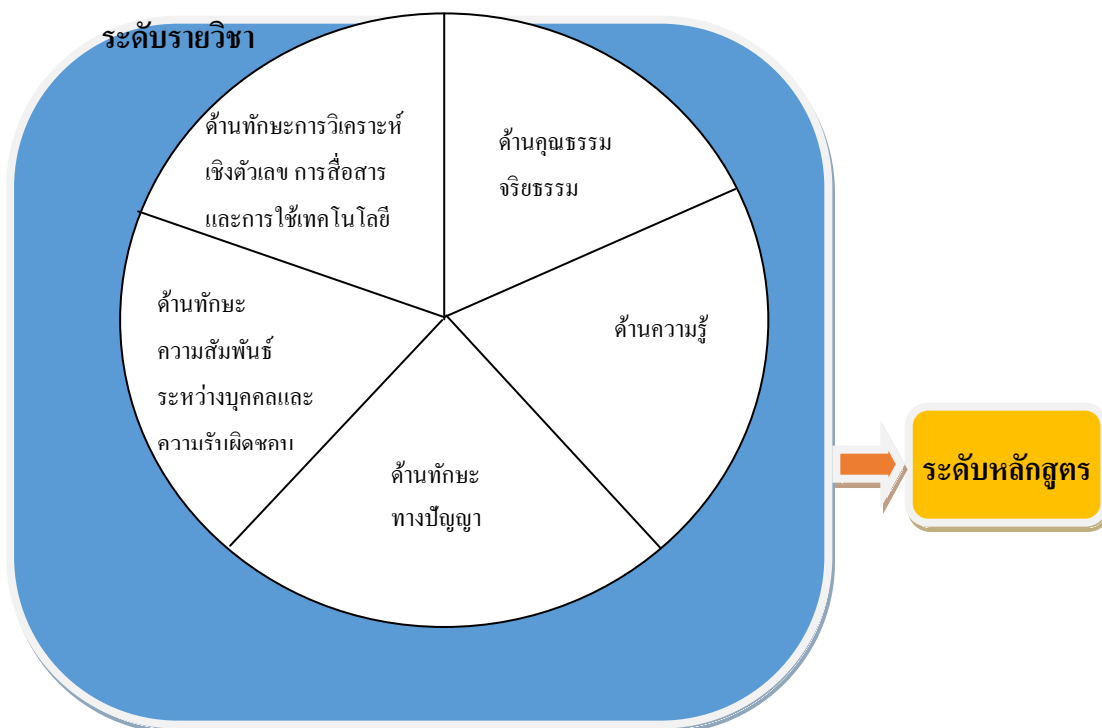 ระดับรายวิชา
ด้านทักษะการวิเคราะห์
เชิงตัวเลข การสื่อสาร
และการใช้เทคโนโลยี
ด้านคุณธรรม
จริยธรรม
ด้านความรู้
ด้านทักษะ
ความสัมพันธ์
ระหว่างบุคคลและ
ความรับผิดชอบ
ด้านทักษะ
ทางปัญญา
ระดับหลักสูตร